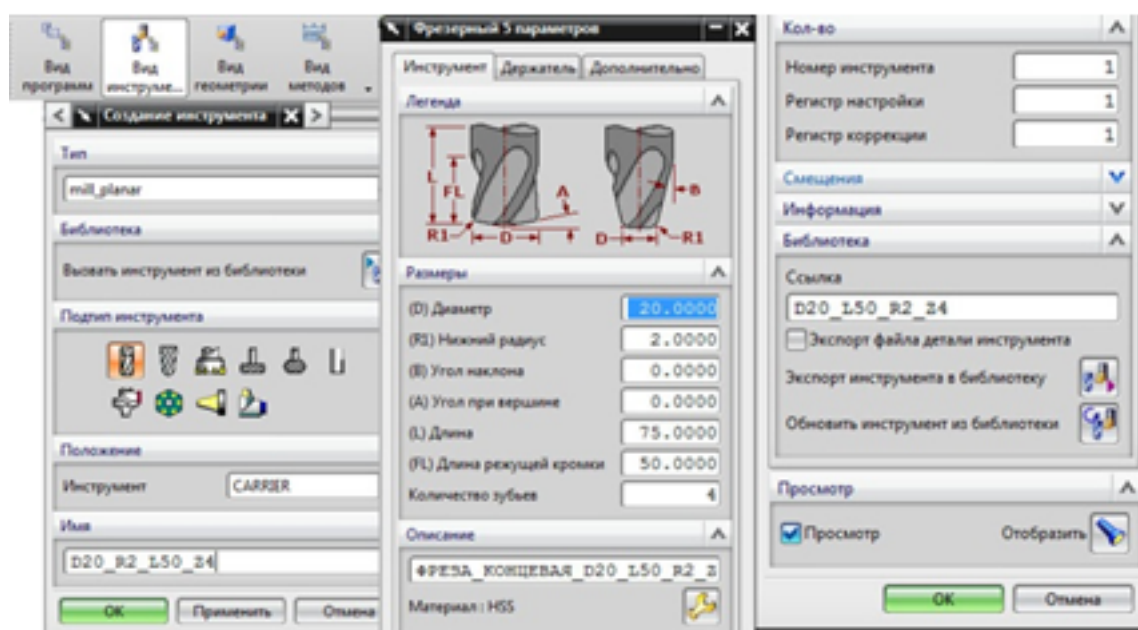 Вид программ
Вид инструме...
Вид геометрии
Вид методов
Создание инструмента
Тип
mill_planar
Библиотека
Вызвать инструмент из библиотеки
Подтип инструмента
Положение
Инструмент CARRIER
Имя
D20_R2_L50_Z4
ОК Применить Отмена
Фрезерный 5 параметров
Инструмент Держатель Дополнительно
Легенда
L FL A B
R1 D D R1
Размеры
(D) Диаметр 20.0000
(R1) Нижний радиус 2.0000
(B) Угол наклона 0.0000
(A) Угол при вершине 0.0000
(L) Длина 75.0000
(FL) Длина режущей кромки 50.0000
Количество зубьев 4
Описание
ФРЕЗА_КОНЦЕВАЯ_D20_L50_R2_Z
Материал : HSS
Кол-во
Номер инструмента 1
Регистр настройки 1
Регистр коррекции 1
Смещения
Информация
Библиотека
Ссылка
D20_L50_R2_Z4
Экспорт файла детали инструмента
Экспорт инструмента в библиотеку
Обновить инструмент из библиотеки
Просмотр
Просмотр Отобразить
ОК Отмена